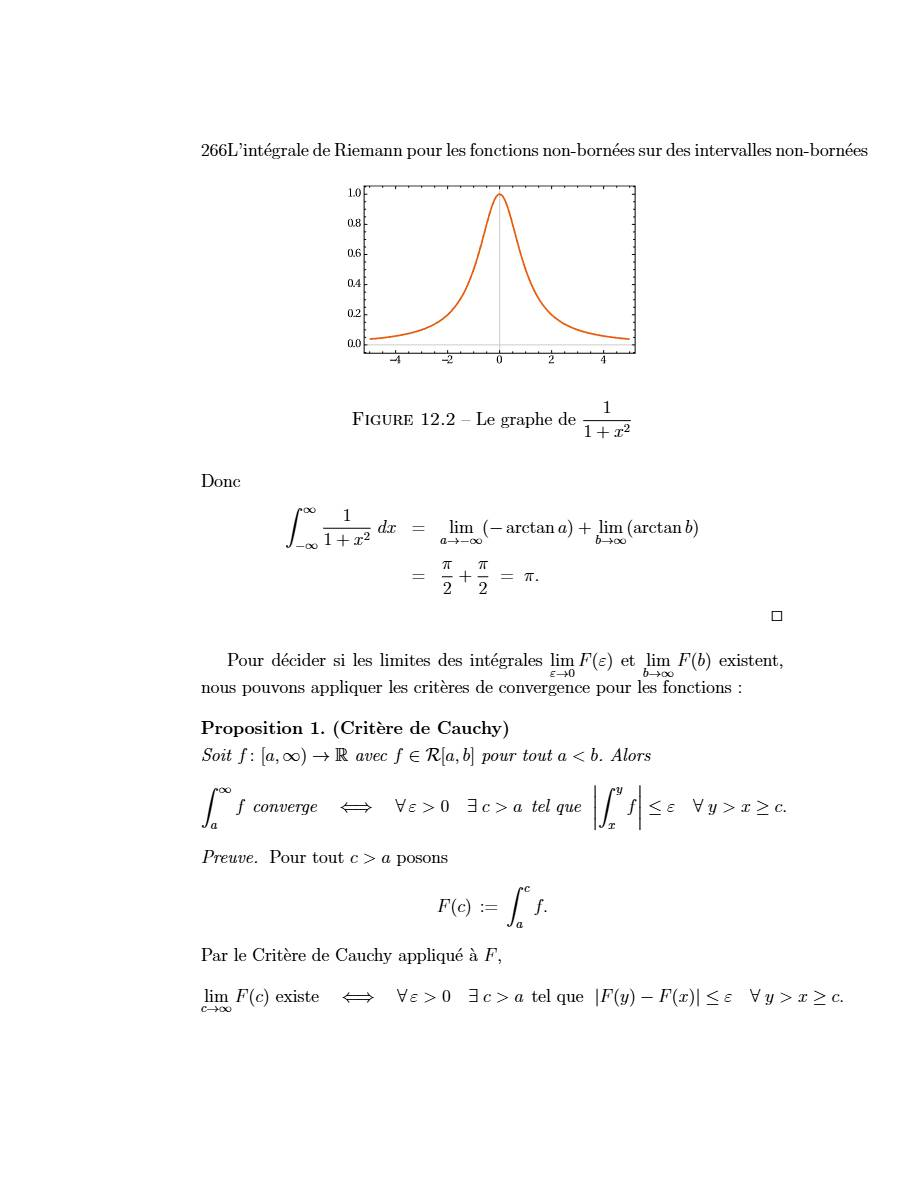 266L'intégrale de Riemann pour les fonctions non-bornées sur des intervalles non-bornées
1.0
0.8
0.6
0.4
0.2
0.0
−4 −2 0 2 4
FIGURE 12.2 – Le graphe de 1/(1 + x²)
Donc
∫_{−∞}^{∞} 1/(1 + x²) dx = lim_{a→−∞} (− arctan a) + lim_{b→∞} (arctan b)
= π/2 + π/2 = π.
□
Pour décider si les limites des intégrales lim_{ε→0} F(ε) et lim_{b→∞} F(b) existent,
nous pouvons appliquer les critères de convergence pour les fonctions :
Proposition 1. (Critère de Cauchy)
Soit f : [a, ∞) → ℝ avec f ∈ 𝓡[a, b] pour tout a < b. Alors
∫_a^∞ f converge ⟺ ∀ ε > 0 ∃ c > a tel que |∫_x^y f| ≤ ε ∀ y > x ≥ c.
Preuve. Pour tout c > a posons
F(c) := ∫_a^c f.
Par le Critère de Cauchy appliqué à F,
lim_{c→∞} F(c) existe ⟺ ∀ ε > 0 ∃ c > a tel que |F(y) − F(x)| ≤ ε ∀ y > x ≥ c.